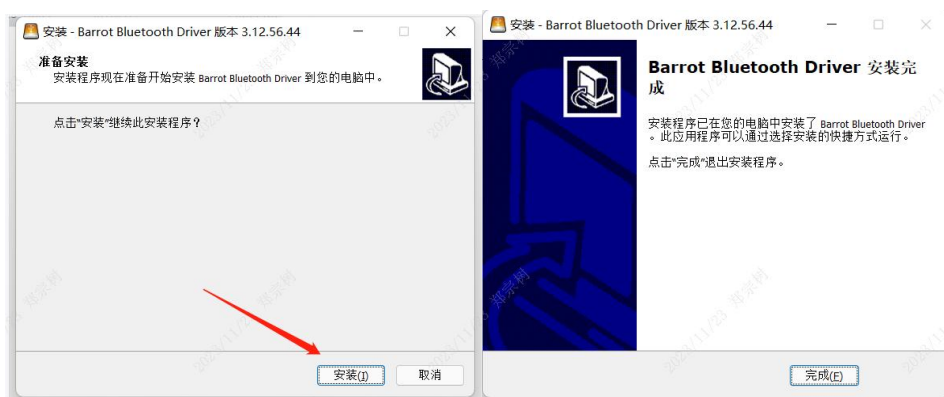 安装 - Barrot Bluetooth Driver 版本 3.12.56.44
准备安装
安装程序现在准备开始安装 Barrot Bluetooth Driver 到您的电脑中。
点击“安装”继续此安装程序？
安装(I)
取消
安装 - Barrot Bluetooth Driver 版本 3.12.56.44
Barrot Bluetooth Driver 安装完
成
安装程序已在您的电脑中安装了 Barrot Bluetooth Driver
。此应用程序可以通过选择安装的快捷方式运行。
点击“完成”退出安装程序。
完成(F)
2023/11/23 郑宗树